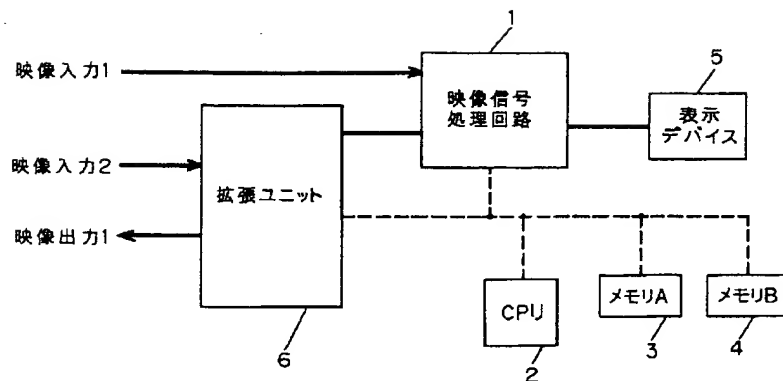 1
映像入力1
映像信号
処理回路
5
表示
デバイス
映像入力2
拡張ユニット
映像出力1
CPU
メモリA
メモリB
6
2
3
4